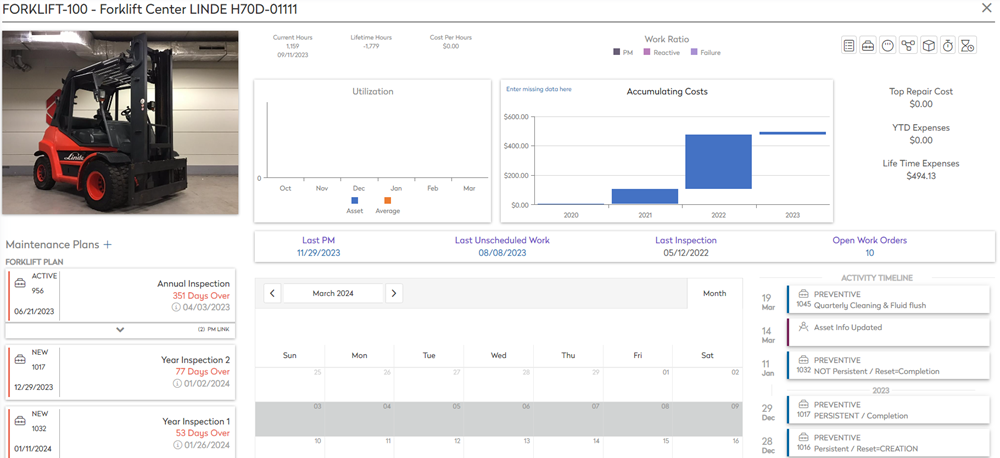 FORKLIFT-100 - Forklift Center LINDE H70D-01111
Linde
Current Hours
1,159
09/11/2023
Lifetime Hours
-1,779
Cost Per Hours
$0.00
Work Ratio
PM Reactive Failure
Top Repair Cost
$0.00
YTD Expenses
$0.00
Life Time Expenses
$494.13
Utilization
0
Oct Nov Dec Jan Feb Mar
Asset Average
Enter missing data here
Accumulating Costs
$600.00
$400.00
$200.00
$0.00
2020 2021 2022 2023
Last PM
11/29/2023
Last Unscheduled Work
08/08/2023
Last Inspection
05/12/2022
Open Work Orders
10
Maintenance Plans +
FORKLIFT PLAN
ACTIVE
956
06/21/2023
Annual Inspection
351 Days Over
04/03/2023
(2) PM LINK
NEW
1017
12/29/2023
Year Inspection 2
77 Days Over
01/02/2024
NEW
1032
01/11/2024
Year Inspection 1
53 Days Over
01/26/2024
March 2024
Month
Sun Mon Tue Wed Thu Fri Sat
25 26 27 28 29 01 02
03 04 05 06 07 08 09
10 11 12 13 14 15 16
ACTIVITY TIMELINE
19 Mar
PREVENTIVE
1045 Quarterly Cleaning & Fluid flush
14 Mar
Asset Info Updated
11 Jan
PREVENTIVE
1032 NOT Persistent / Reset=Completion
2023
29 Dec
PREVENTIVE
1017 PERSISTENT / Completion
28 Dec
PREVENTIVE
1016 Persistent / Reset=CREATION